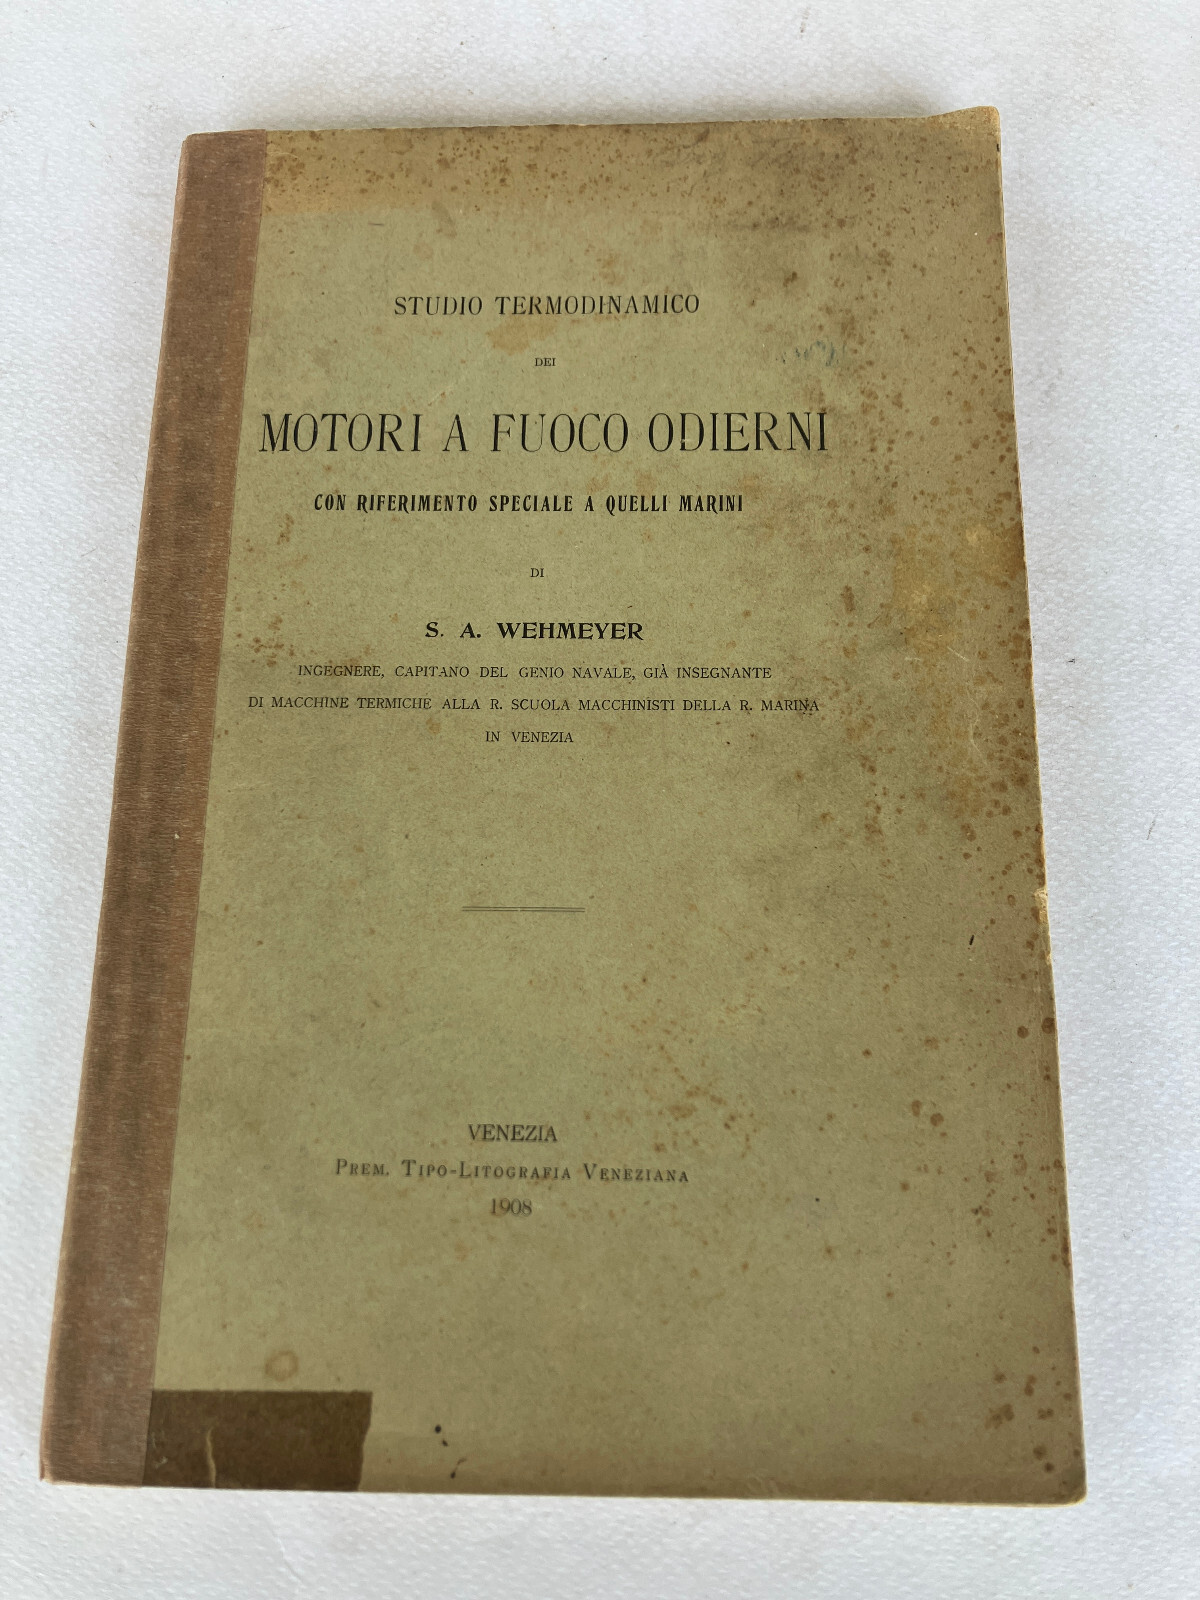 STUDIO TERMODINAMICO
DEI
MOTORI A FUOCO ODIERNI
CON RIFERIMENTO SPECIALE A QUELLI MARINI
DI
S. A. WEHMEYER
INGEGNERE, CAPITANO DEL GENIO NAVALE, GIÀ INSEGNANTE
DI MACCHINE TERMICHE ALLA R. SCUOLA MACCHINISTI DELLA R. MARINA
IN VENEZIA
VENEZIA
PREM. TIPO-LITOGRAFIA VENEZIANA
1908